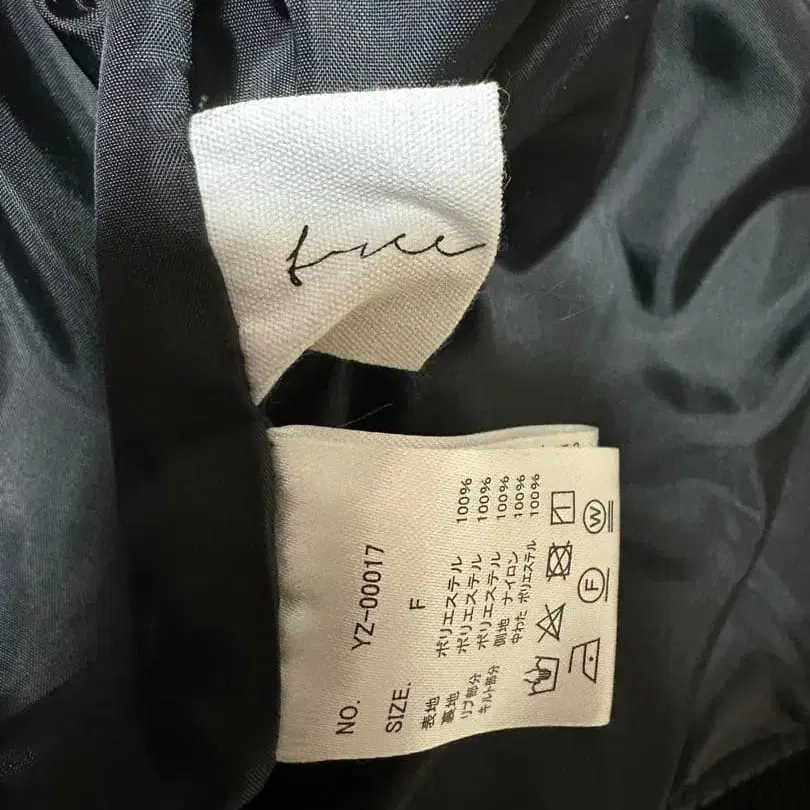 free
NO. YZ-00017
SIZE. F
表地 ポリエステル 100%
裏地 ポリエステル 100%
リブ部分 ポリエステル 100%
キルト部分 側地 ナイロン 100%
中わた ポリエステル 100%
W
F